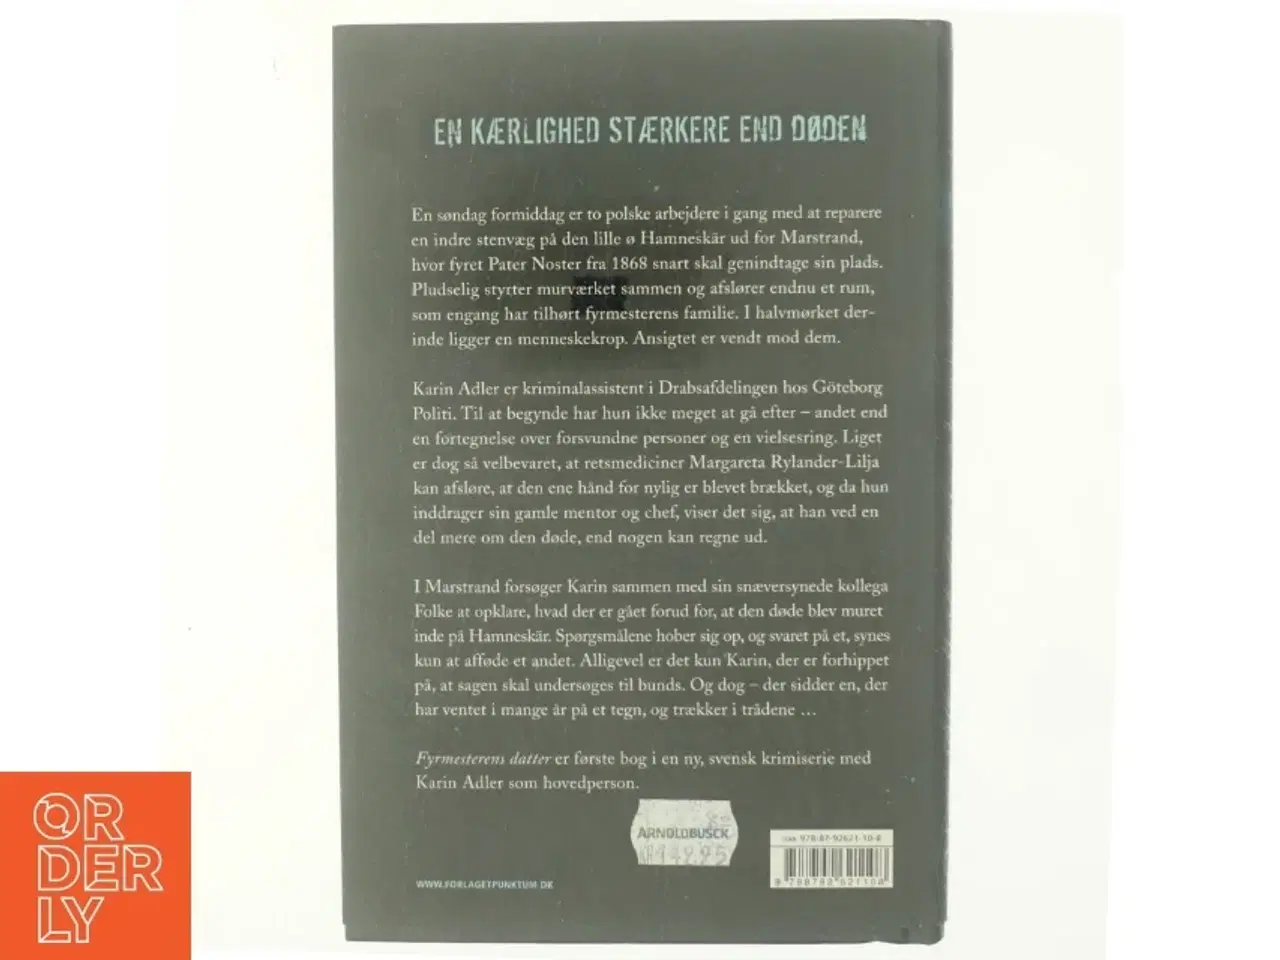 EN KÆRLIGHED STÆRKERE END DØDEN
En søndag formiddag er to polske arbejdere i gang med at reparere
en indre stenvæg på den lille ø Hamneskär ud for Marstrand,
hvor fyret Pater Noster fra 1868 snart skal genindtage sin plads.
Pludselig styrter murværket sammen og afslører endnu et rum,
som engang har tilhørt fyrmesterens familie. I halvmørket der-
inde ligger en menneskekrop. Ansigtet er vendt mod dem.
Karin Adler er kriminalassistent i Drabsafdelingen hos Göteborg
Politi. Til at begynde har hun ikke meget at gå efter – andet end
en fortegnelse over forsvundne personer og en vielsesring. Liget
er dog så velbevaret, at retsmediciner Margareta Rylander-Lilja
kan afsløre, at den ene hånd for nylig er blevet brækket, og da hun
inddrager sin gamle mentor og chef, viser det sig, at han ved en
del mere om den døde, end nogen kan regne ud.
I Marstrand forsøger Karin sammen med sin snæversynede kollega
Folke at opklare, hvad der er gået forud for, at den døde blev muret
inde på Hamneskär. Spørgsmålene hober sig op, og svaret på et, synes
kun at afføde et andet. Alligevel er det kun Karin, der er forhippet
på, at sagen skal undersøges til bunds. Og dog – der sidder en, der
har ventet i mange år på et tegn, og trækker i trådene ...
Fyrmesterens datter er første bog i en ny, svensk krimiserie med
Karin Adler som hovedperson.
ARNOLD BUSCK
WWW.FORLAGETPUNKTUM.DK
ISBN 978-87-92621-10-8
9 788792 621108
ORDERLY